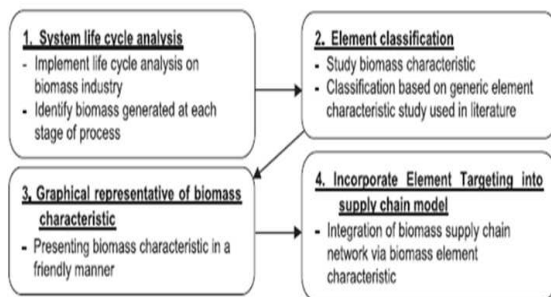 1. System life cycle analysis
- Implement life cycle analysis on
biomass industry
- Identify biomass generated at each
stage of process
2. Element classification
- Study biomass characteristic
- Classification based on generic element
characteristic study used in literature
3, Graphical representative of biomass
characteristic
- Presenting biomass characteristic in a
friendly manner
4. Incorporate Element Targeting into
supply chain model
- Integration of biomass supply chain
network via biomass element
characteristic